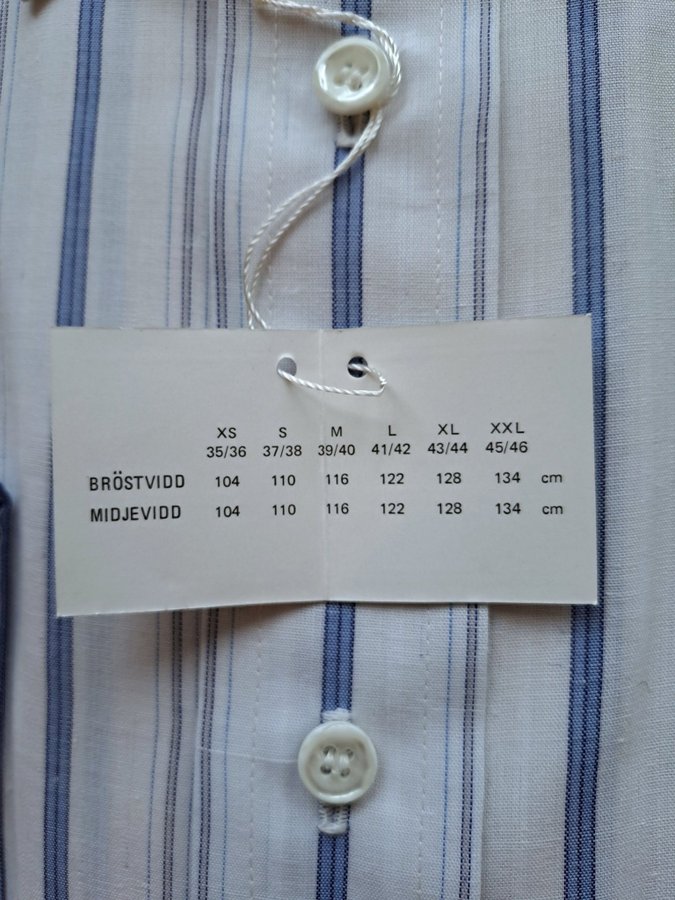 XS S M L XL XXL
35/36 37/38 39/40 41/42 43/44 45/46
BRÖSTVIDD 104 110 116 122 128 134 cm
MIDJEVIDD 104 110 116 122 128 134 cm